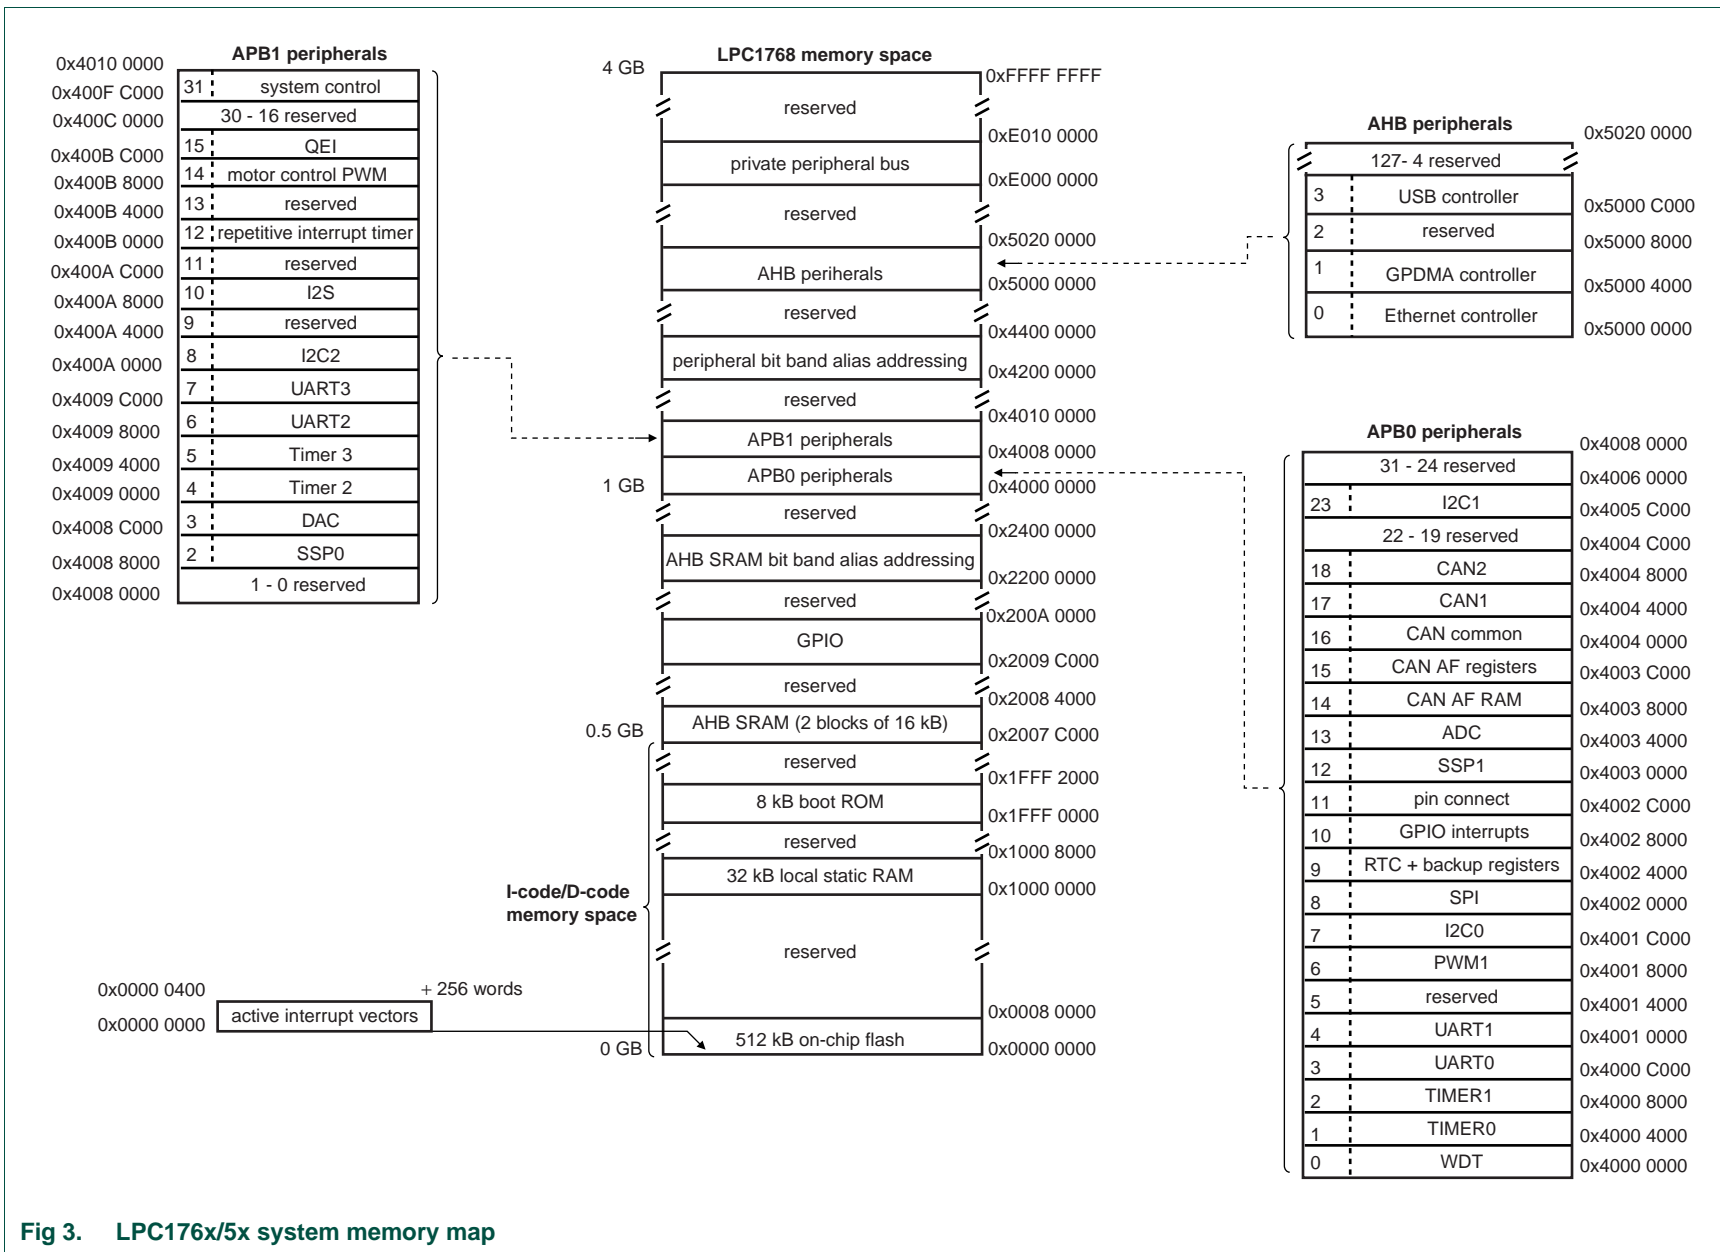 APB1 peripherals
0x4010 0000
31 system control
0x400F C000
30 - 16 reserved
0x400C 0000
15 QEI
0x400B C000
14 motor control PWM
0x400B 8000
13 reserved
0x400B 4000
12 repetitive interrupt timer
0x400B 0000
11 reserved
0x400A C000
10 I2S
0x400A 8000
9 reserved
0x400A 4000
8 I2C2
0x400A 0000
7 UART3
0x4009 C000
6 UART2
0x4009 8000
5 Timer 3
0x4009 4000
4 Timer 2
0x4009 0000
3 DAC
0x4008 C000
2 SSP0
0x4008 8000
1 - 0 reserved
0x4008 0000
LPC1768 memory space
4 GB
0xFFFF FFFF
reserved
0xE010 0000
private peripheral bus
0xE000 0000
reserved
0x5020 0000
AHB periherals
0x5000 0000
reserved
0x4400 0000
peripheral bit band alias addressing
0x4200 0000
reserved
0x4010 0000
APB1 peripherals
0x4008 0000
APB0 peripherals
1 GB
0x4000 0000
reserved
0x2400 0000
AHB SRAM bit band alias addressing
0x2200 0000
reserved
0x200A 0000
GPIO
0x2009 C000
reserved
0x2008 4000
AHB SRAM (2 blocks of 16 kB)
0.5 GB
0x2007 C000
reserved
0x1FFF 2000
8 kB boot ROM
0x1FFF 0000
reserved
0x1000 8000
32 kB local static RAM
0x1000 0000
I-code/D-code
memory space
reserved
0x0008 0000
512 kB on-chip flash
0 GB
0x0000 0000
0x0000 0400
+ 256 words
active interrupt vectors
0x0000 0000
AHB peripherals
0x5020 0000
127- 4 reserved
3 USB controller
0x5000 C000
2 reserved
0x5000 8000
1 GPDMA controller
0x5000 4000
0 Ethernet controller
0x5000 0000
APB0 peripherals
0x4008 0000
31 - 24 reserved
0x4006 0000
23 I2C1
0x4005 C000
22 - 19 reserved
0x4004 C000
18 CAN2
0x4004 8000
17 CAN1
0x4004 4000
16 CAN common
0x4004 0000
15 CAN AF registers
0x4003 C000
14 CAN AF RAM
0x4003 8000
13 ADC
0x4003 4000
12 SSP1
0x4003 0000
11 pin connect
0x4002 C000
10 GPIO interrupts
0x4002 8000
9 RTC + backup registers
0x4002 4000
8 SPI
0x4002 0000
7 I2C0
0x4001 C000
6 PWM1
0x4001 8000
5 reserved
0x4001 4000
4 UART1
0x4001 0000
3 UART0
0x4000 C000
2 TIMER1
0x4000 8000
1 TIMER0
0x4000 4000
0 WDT
0x4000 0000
Fig 3. LPC176x/5x system memory map